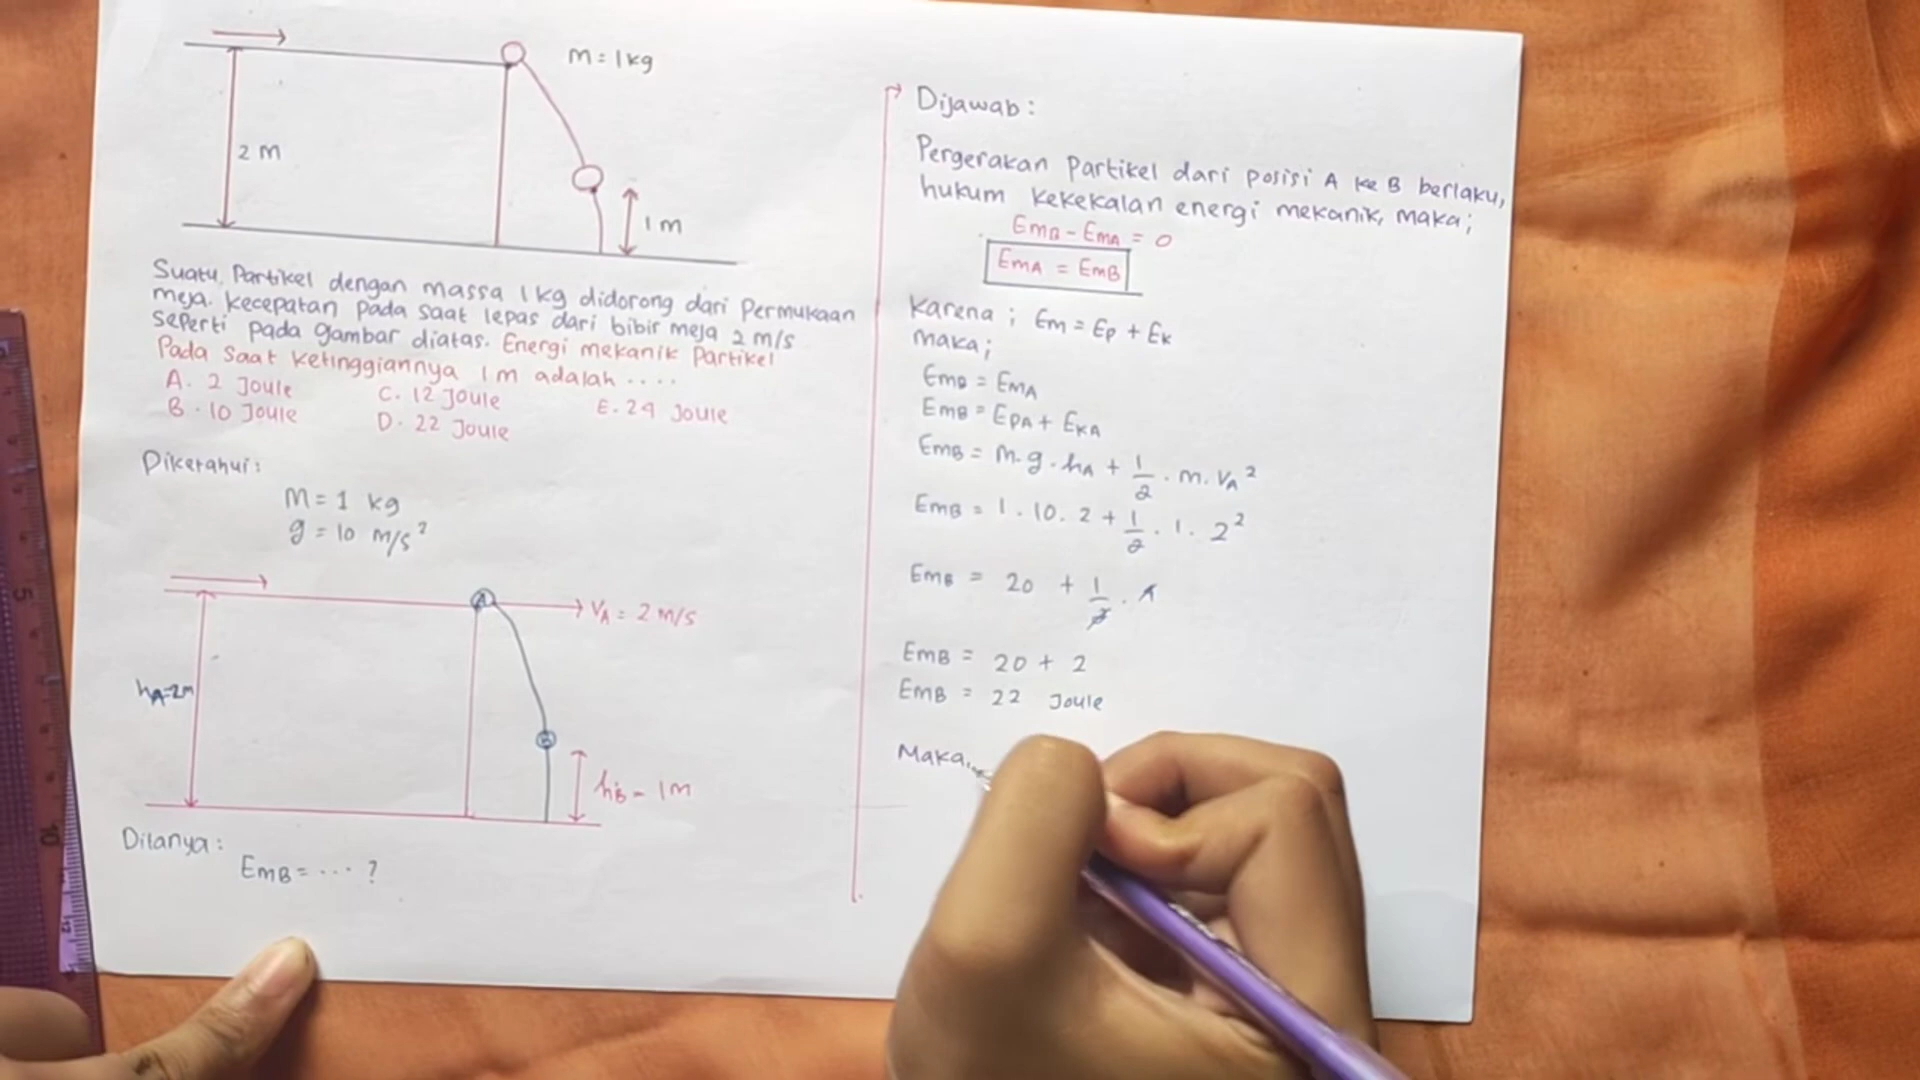 m = 1 kg
2 m
1 m
Suatu Partikel dengan massa 1 kg didorong dari Permukaan
meja. kecepatan pada saat lepas dari bibir meja 2 m/s
seperti pada gambar diatas. Energi mekanik Partikel
Pada saat ketinggiannya 1 m adalah ....
A. 2 Joule
C. 12 Joule
E. 24 Joule
B. 10 Joule
D. 22 Joule
Diketahui:
m = 1 kg
g = 10 m/s²
A
VA = 2 m/s
hA=2m
B
hB = 1m
Ditanya:
EmB = ... ?
Dijawab:
Pergerakan Partikel dari posisi A ke B berlaku,
hukum kekekalan energi mekanik, maka;
EmB - EmA = 0
EmA = EmB
karena ; Em = Ep + Ek
maka;
EmB = EmA
EmB = EpA + EkA
EmB = m.g.hA + 1/2 . m. VA²
EmB = 1 . 10. 2 + 1/2 . 1. 2²
EmB = 20 + 1/2 . 4
EmB = 20 + 2
EmB = 22 Joule
Maka,
5
10
12